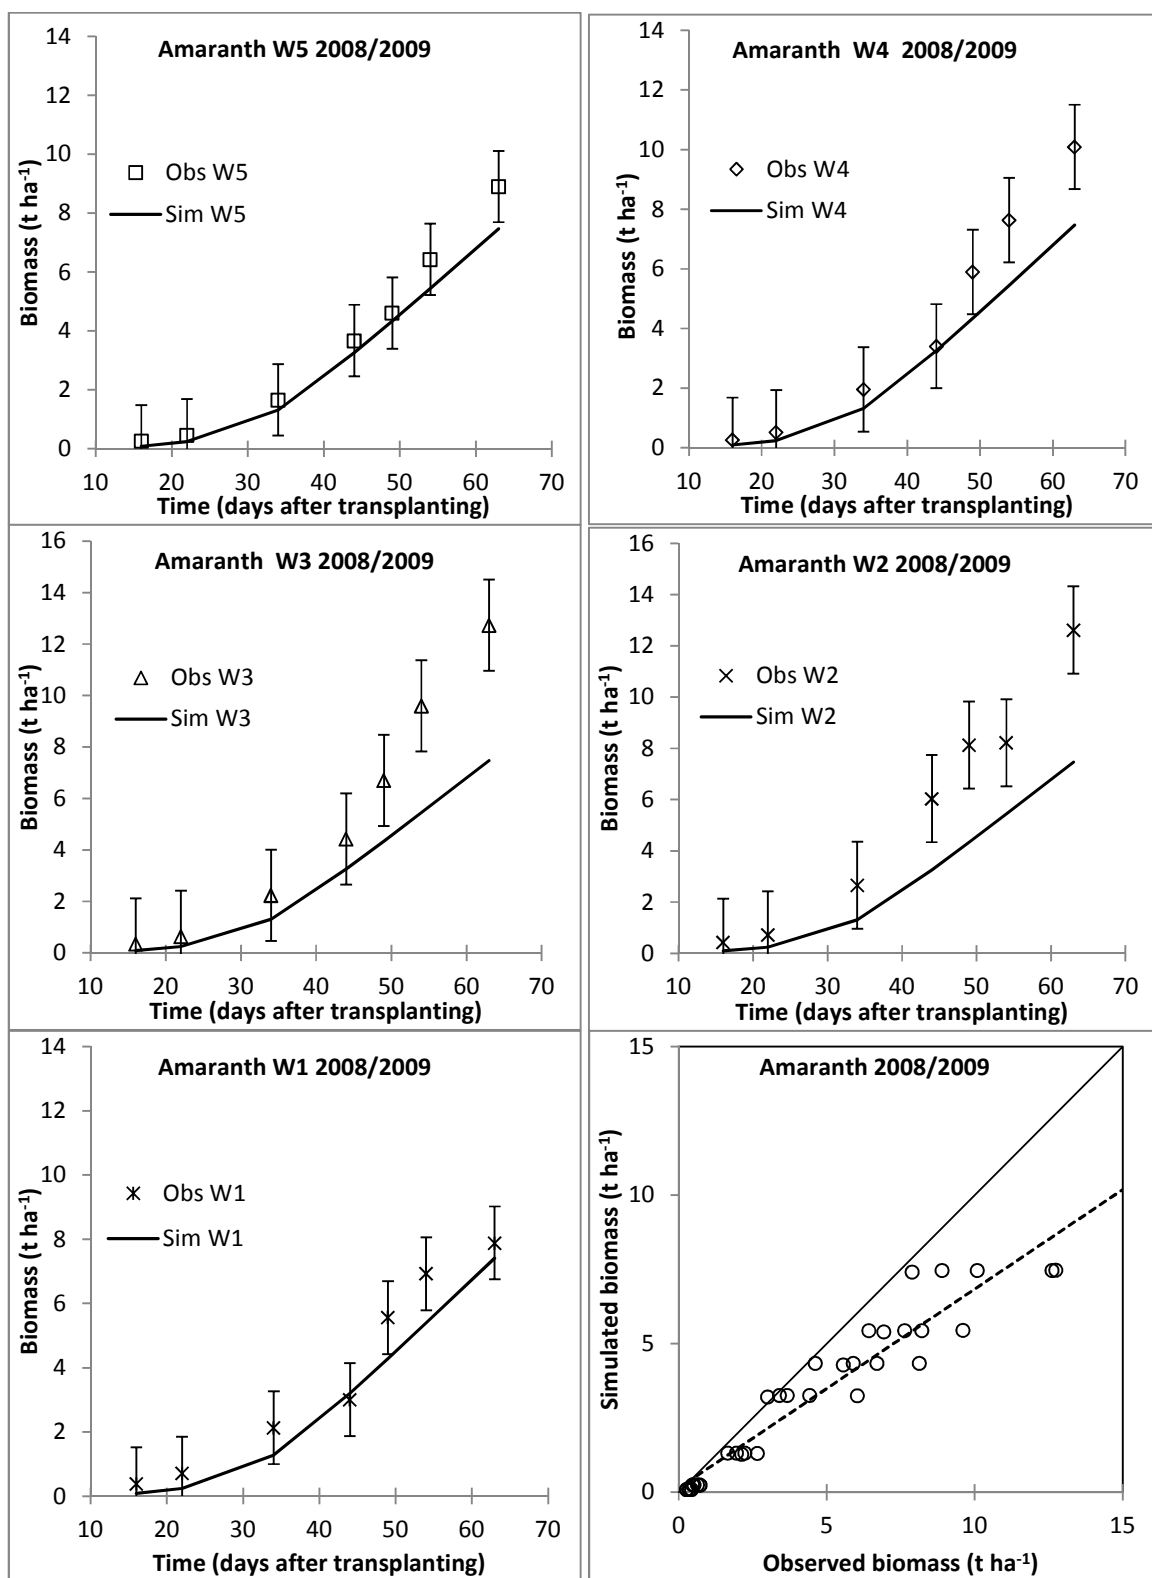 Amaranth W5 2008/2009
Biomass (t ha⁻¹)
14
12
10
8
6
4
2
0
Obs W5
Sim W5
10 20 30 40 50 60 70
Time (days after transplanting)
Amaranth W4 2008/2009
Biomass (t ha⁻¹)
14
12
10
8
6
4
2
0
Obs W4
Sim W4
10 20 30 40 50 60 70
Time (days after transplanting)
Amaranth W3 2008/2009
Biomass (t ha⁻¹)
16
14
12
10
8
6
4
2
0
Obs W3
Sim W3
10 20 30 40 50 60 70
Time (days after transplanting)
Amaranth W2 2008/2009
Biomass (t ha⁻¹)
16
14
12
10
8
6
4
2
0
Obs W2
Sim W2
10 20 30 40 50 60 70
Time (days after transplanting)
Amaranth W1 2008/2009
Biomass (t ha⁻¹)
14
12
10
8
6
4
2
0
Obs W1
Sim W1
10 20 30 40 50 60 70
Time (days after transplanting)
Amaranth 2008/2009
Simulated biomass (t ha⁻¹)
15
10
5
0
0 5 10 15
Observed biomass (t ha⁻¹)